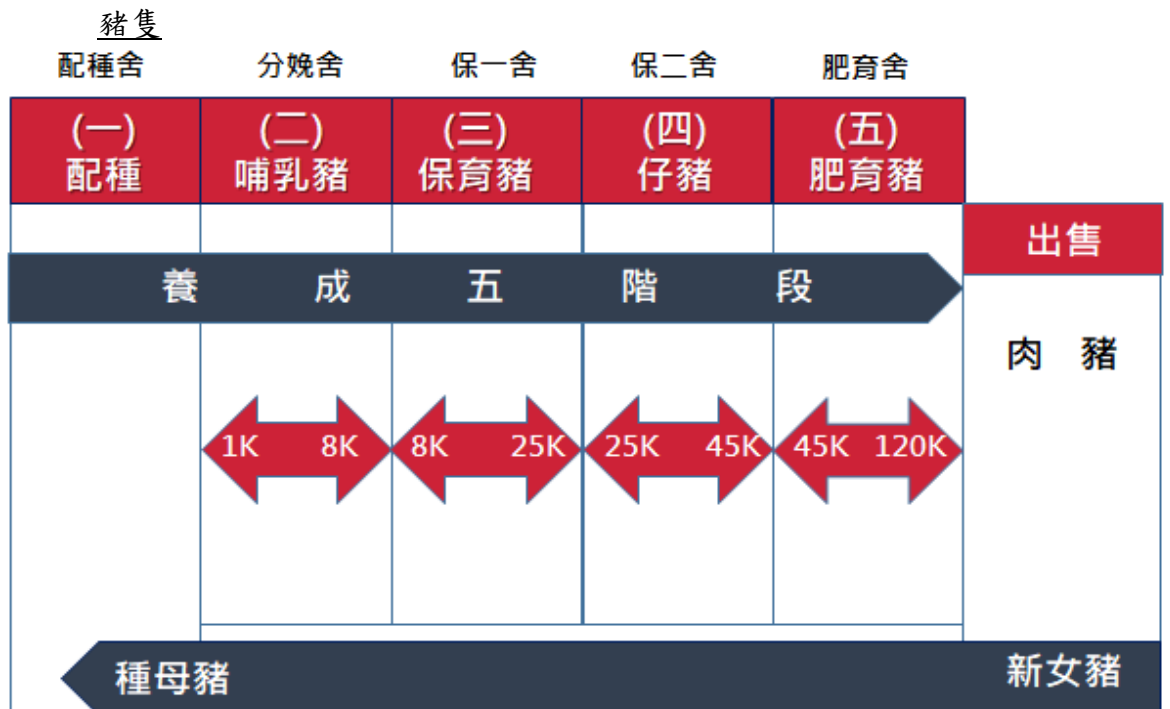 豬隻
配種舍 分娩舍 保一舍 保二舍 肥育舍
(一) (二) (三) (四) (五)
配種 哺乳豬 保育豬 仔豬 肥育豬
出售
養成五階段
肉 豬
1K 8K 8K 25K 25K 45K 45K 120K
種母豬 新女豬